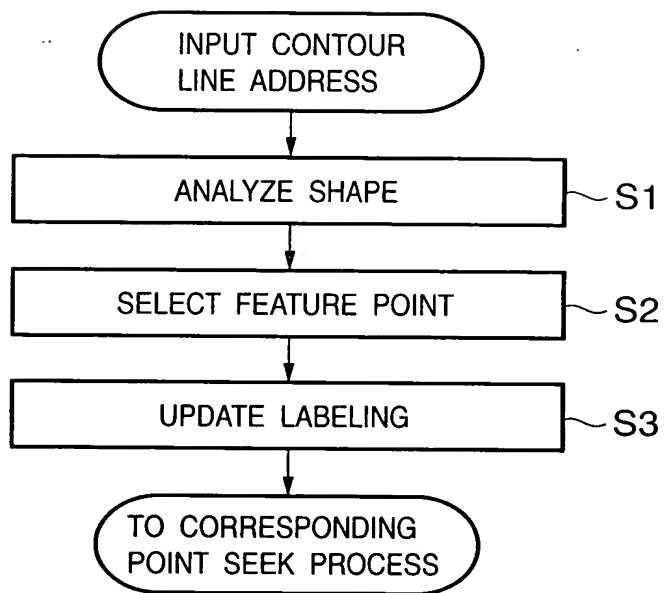 INPUT CONTOUR
LINE ADDRESS
ANALYZE SHAPE
S1
SELECT FEATURE POINT
S2
UPDATE LABELING
S3
TO CORRESPONDING
POINT SEEK PROCESS